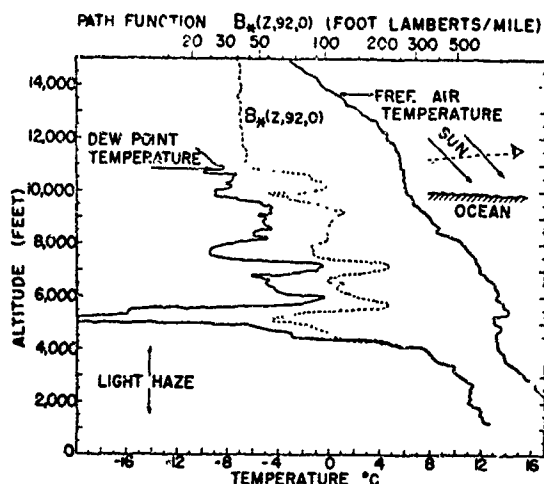 PATH FUNCTION B*(Z,92,0) (FOOT LAMBERTS/MILE)
20 30 50 100 200 300 500
14,000
12,000
10,000
8,000
6,000
4,000
2,000
0
ALTITUDE (FEET)
B*(Z,92,0)
FREE AIR
TEMPERATURE
DEW POINT
TEMPERATURE
SUN
OCEAN
LIGHT HAZE
-16 -12 -8 -4 0 4 8 12 16
TEMPERATURE °C